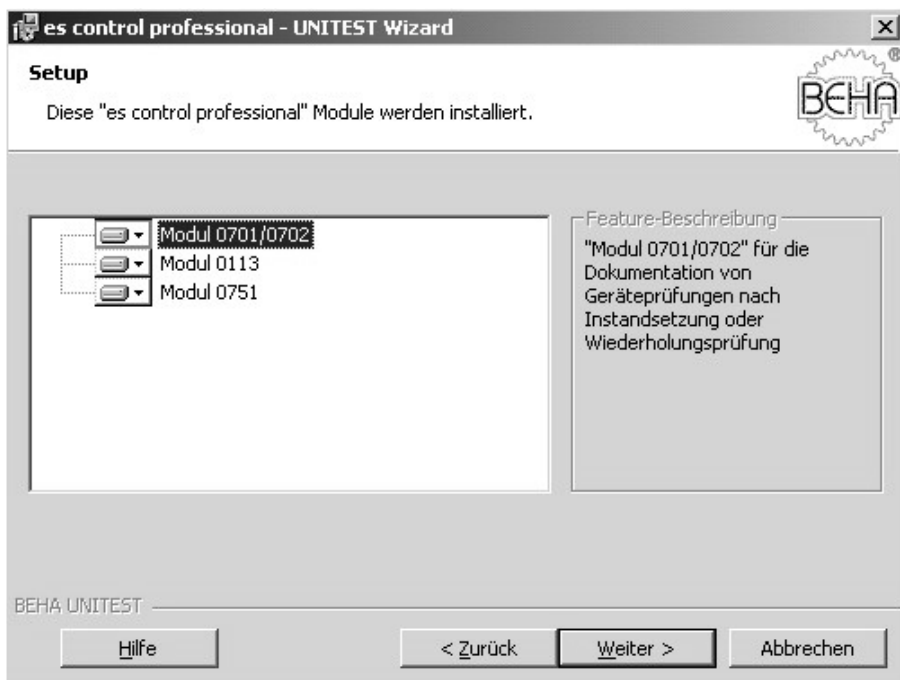 es control professional - UNITEST Wizard
Setup
Diese "es control professional" Module werden installiert.
BEHA
®
Modul 0701/0702
Modul 0113
Modul 0751
Feature-Beschreibung
"Modul 0701/0702" für die
Dokumentation von
Geräteprüfungen nach
Instandsetzung oder
Wiederholungsprüfung
BEHA UNITEST
Hilfe
< Zurück
Weiter >
Abbrechen